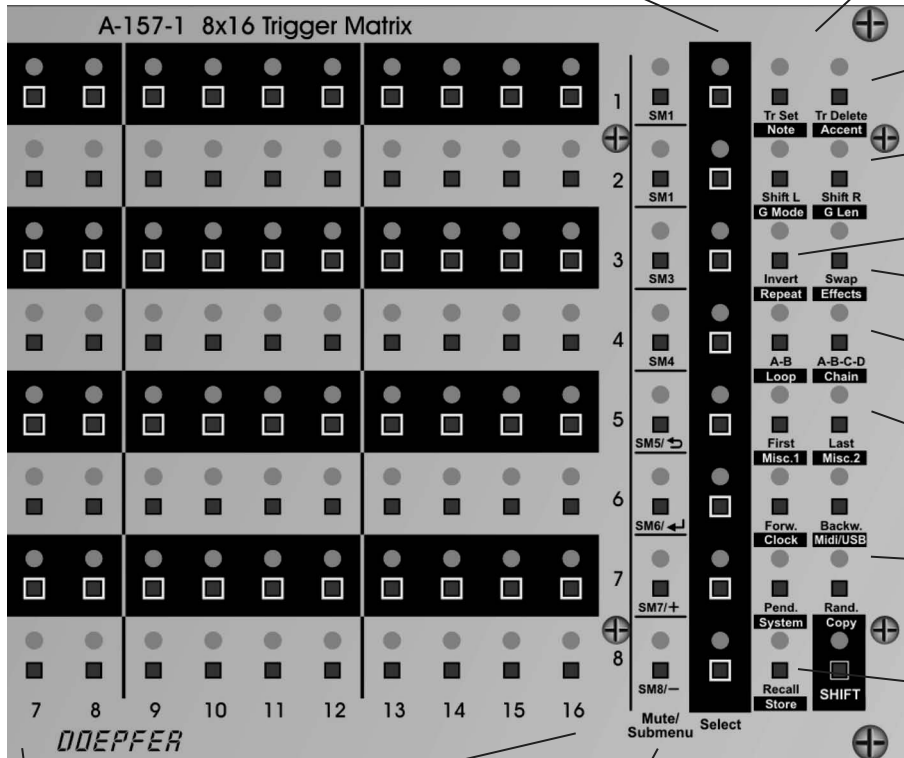 A-157-1 8x16 Trigger Matrix
1
SM1
Tr Set
Tr Delete
Note
Accent
2
SM1
Shift L
Shift R
G Mode
G Len
3
SM3
Invert
Swap
Repeat
Effects
4
SM4
A-B
A-B-C-D
Loop
Chain
5
SM5/⮌
First
Last
Misc.1
Misc.2
6
SM6/↵
Forw.
Backw.
Clock
Midi/USB
7
SM7/+
Pend.
Rand.
System
Copy
8
SM8/−
Recall
SHIFT
Store
7 8 9 10 11 12 13 14 15 16
Mute/
Submenu
Select
DOEPFER